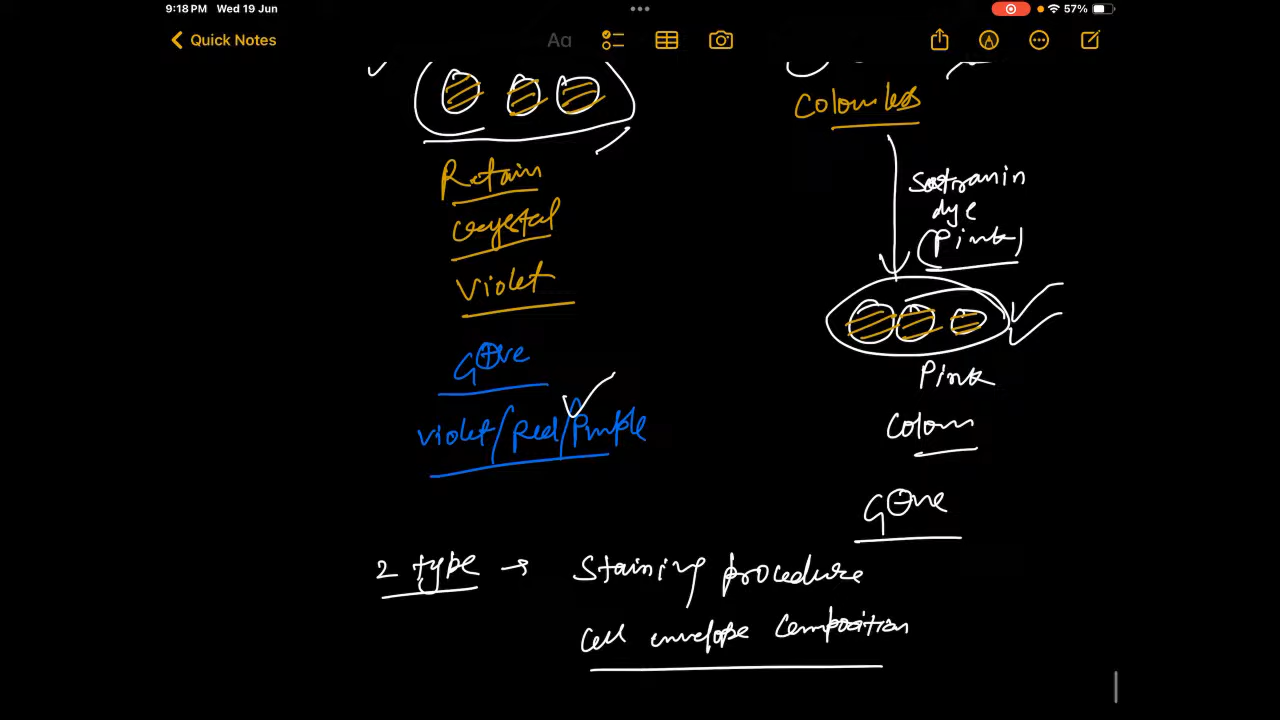 9:18 PM Wed 19 Jun
57%
Quick Notes
Aa
Colourless
Retain
Crystal
Violet
Safranin
dye
(Pink)
G⊕ve
Violet/Red/Purple
Pink
Colour
G⊖ve
2 type → Staining procedure
Cell envelope Composition